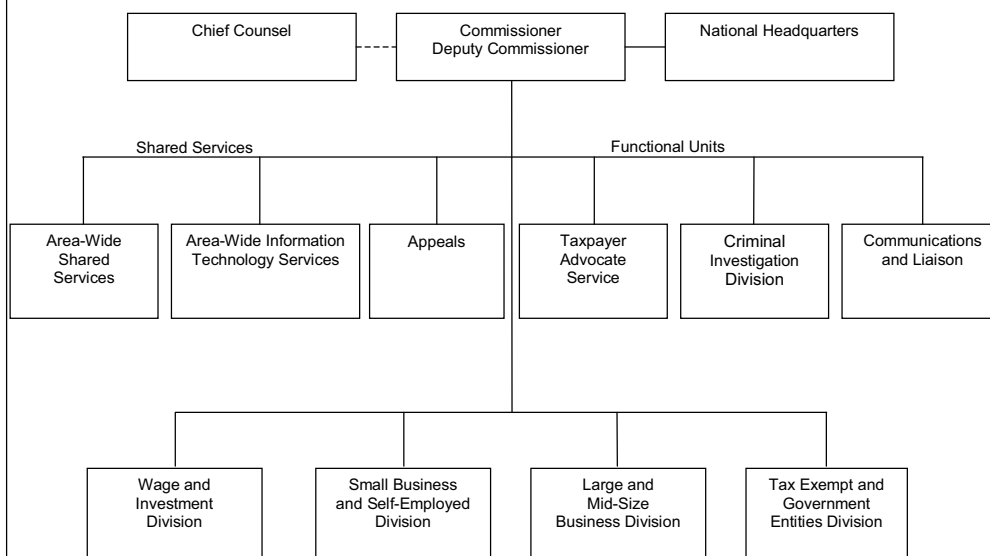 Chief Counsel
Commissioner
Deputy Commissioner
National Headquarters
Shared Services
Functional Units
Area-Wide
Shared
Services
Area-Wide Information
Technology Services
Appeals
Taxpayer
Advocate
Service
Criminal
Investigation
Division
Communications
and Liaison
Wage and
Investment
Division
Small Business
and Self-Employed
Division
Large and
Mid-Size
Business Division
Tax Exempt and
Government
Entities Division